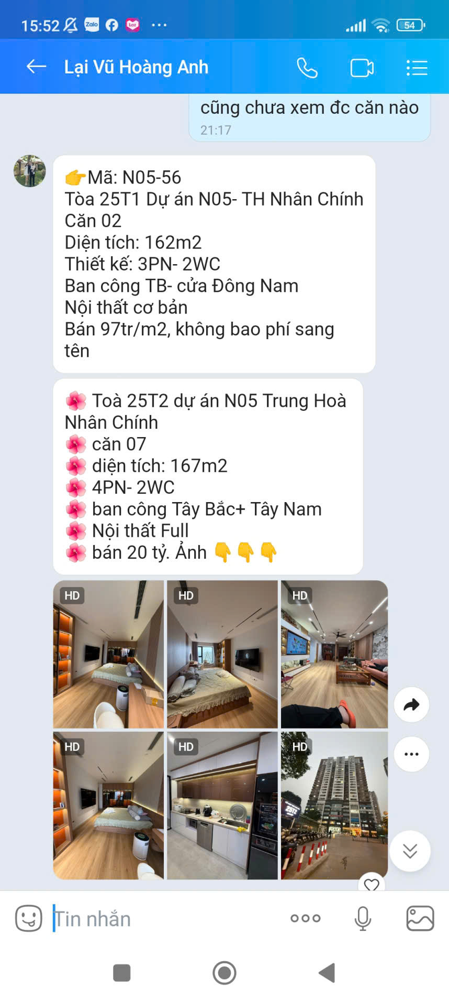 15:52 Zalo Laz ... 54
Lại Vũ Hoàng Anh
cũng chưa xem đc căn nào
21:17
👉Mã: N05-56
Tòa 25T1 Dự án N05- TH Nhân Chính
Căn 02
Diện tích: 162m2
Thiết kế: 3PN- 2WC
Ban công TB- cửa Đông Nam
Nội thất cơ bản
Bán 97tr/m2, không bao phí sang
tên
🌺 Toà 25T2 dự án N05 Trung Hoà
Nhân Chính
🌺 căn 07
🌺 diện tích: 167m2
🌺 4PN- 2WC
🌺 ban công Tây Bắc+ Tây Nam
🌺 Nội thất Full
🌺 bán 20 tỷ. Ảnh 👇👇👇
HD HD HD
HD HD HD
25T2
Tin nhắn